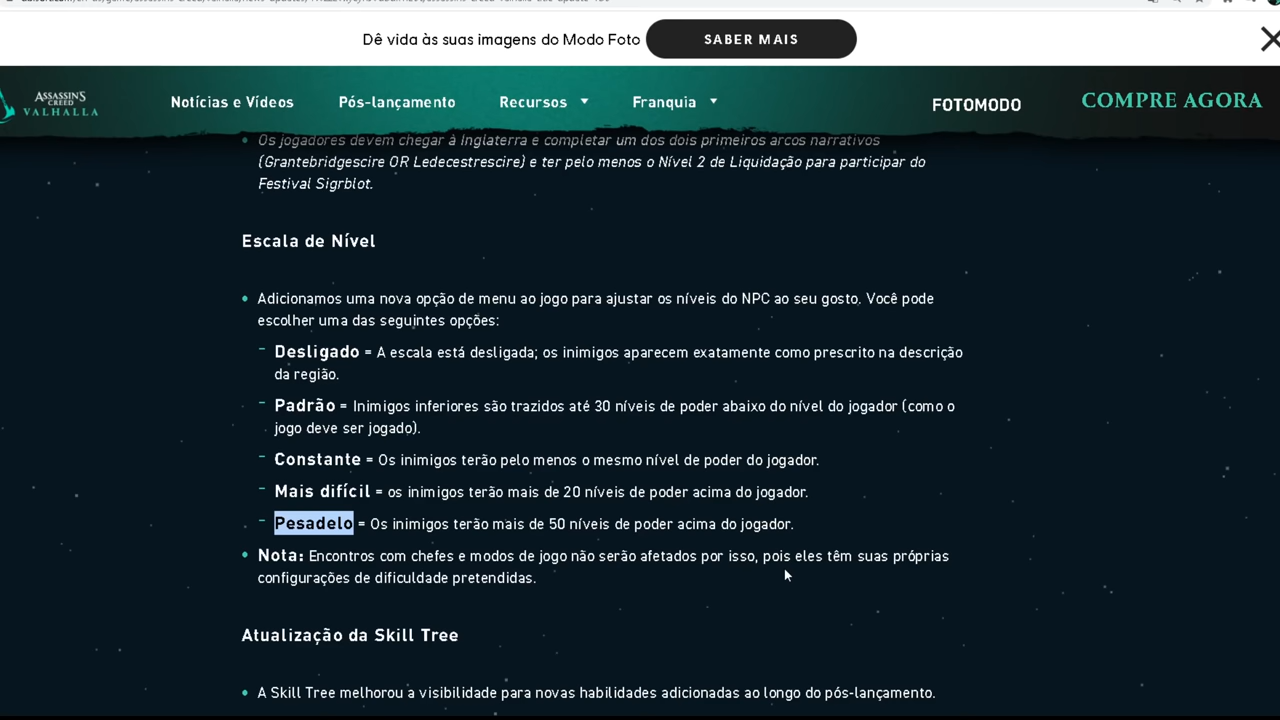 Dê vida às suas imagens do Modo Foto SABER MAIS
ASSASSIN'S CREED VALHALLA
Notícias e Vídeos Pós-lançamento Recursos Franquia FOTOMODO COMPRE AGORA
• Os jogadores devem chegar à Inglaterra e completar um dos dois primeiros arcos narrativos
(Grantebridgescire OR Ledecestrescire) e ter pelo menos o Nível 2 de Liquidação para participar do
Festival Sigrblot.
Escala de Nível
• Adicionamos uma nova opção de menu ao jogo para ajustar os níveis do NPC ao seu gosto. Você pode
escolher uma das seguintes opções:
- Desligado = A escala está desligada; os inimigos aparecem exatamente como prescrito na descrição
da região.
- Padrão = Inimigos inferiores são trazidos até 30 níveis de poder abaixo do nível do jogador (como o
jogo deve ser jogado).
- Constante = Os inimigos terão pelo menos o mesmo nível de poder do jogador.
- Mais difícil = os inimigos terão mais de 20 níveis de poder acima do jogador.
- Pesadelo = Os inimigos terão mais de 50 níveis de poder acima do jogador.
• Nota: Encontros com chefes e modos de jogo não serão afetados por isso, pois eles têm suas próprias
configurações de dificuldade pretendidas.
Atualização da Skill Tree
• A Skill Tree melhorou a visibilidade para novas habilidades adicionadas ao longo do pós-lançamento.